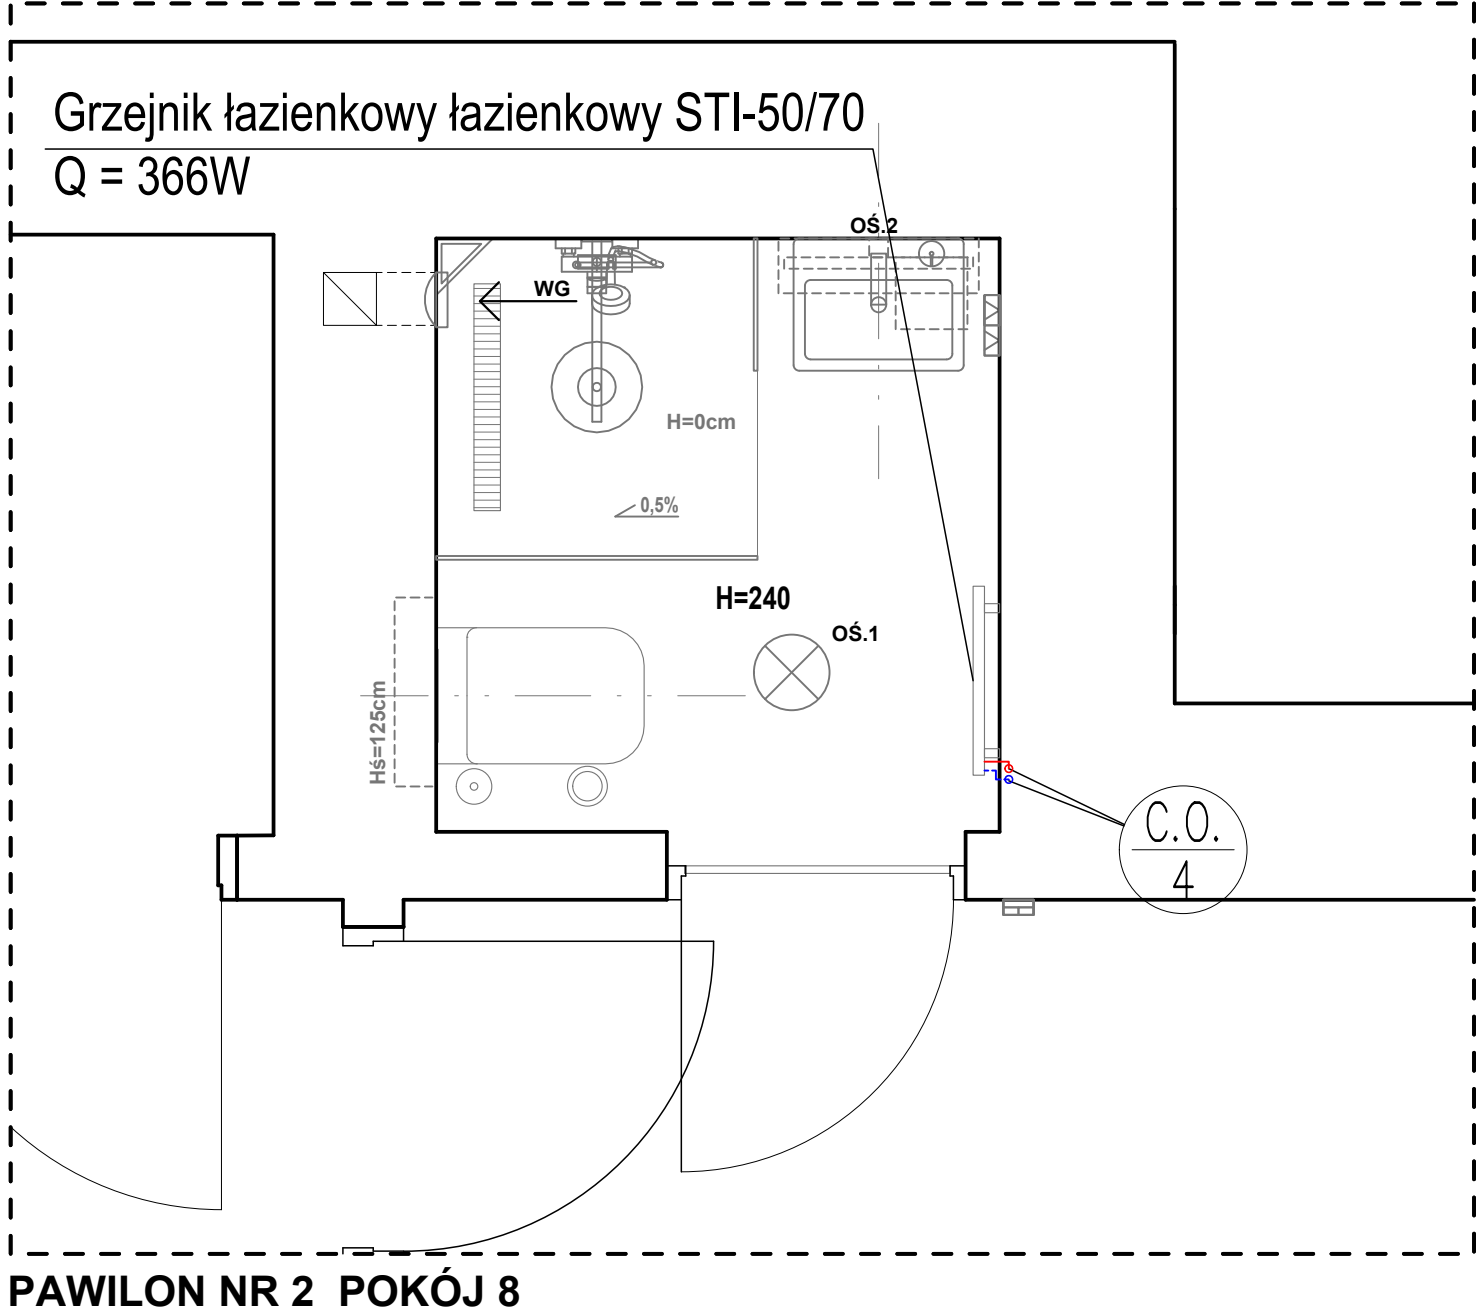 Grzejnik łazienkowy łazienkowy STI-50/70
Q = 366W
OŚ.2
WG
H=0cm
0,5%
H=240
OŚ.1
Hś=125cm
C.O.
4
PAWILON NR 2 POKÓJ 8